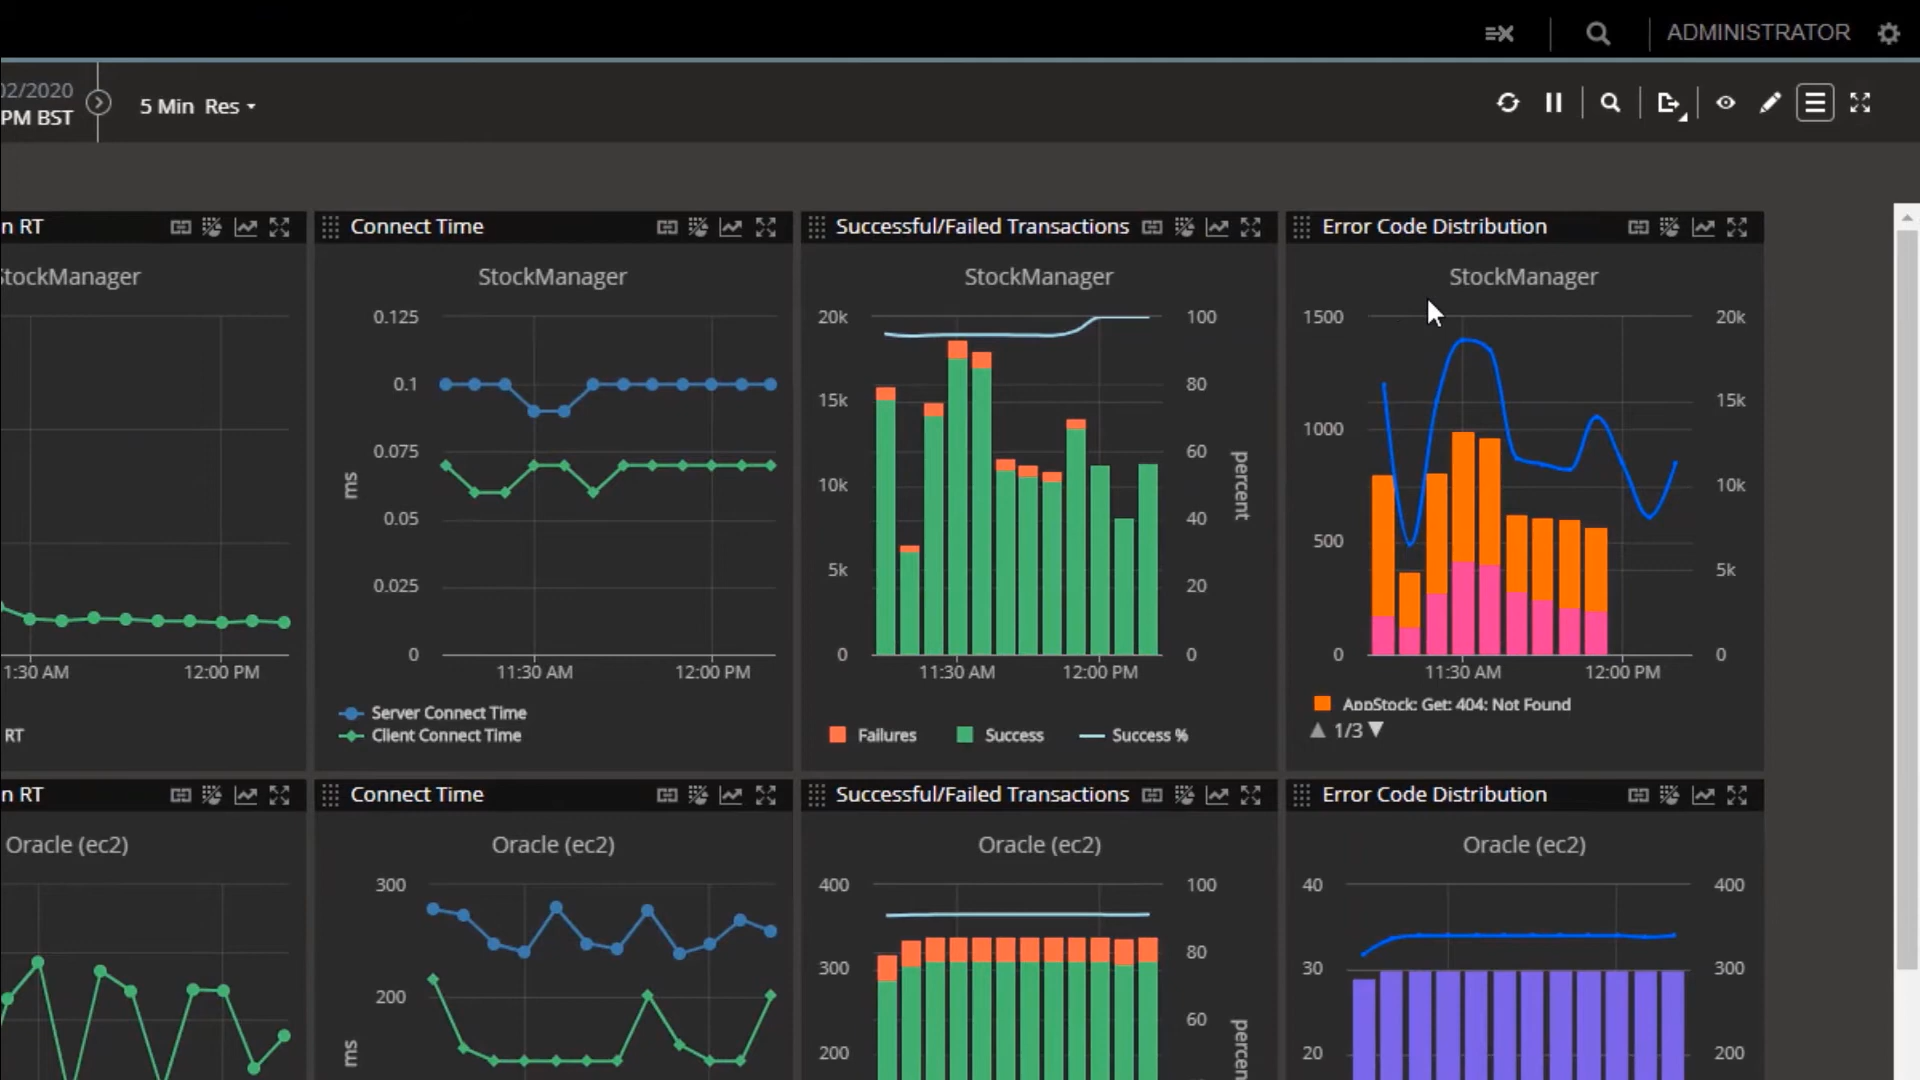 ADMINISTRATOR
02/2020
PM BST
5 Min Res
n RT
Connect Time
Successful/Failed Transactions
Error Code Distribution
StockManager
StockManager
StockManager
StockManager
1:30 AM
12:00 PM
RT
0.125
0.1
0.075
0.05
0.025
0
ms
11:30 AM
12:00 PM
Server Connect Time
Client Connect Time
20k
15k
10k
5k
0
100
80
60
40
20
0
percent
11:30 AM
12:00 PM
Failures
Success
Success %
1500
1000
500
0
20k
15k
10k
5k
0
11:30 AM
12:00 PM
AppStock: Get: 404: Not Found
1/3
n RT
Connect Time
Successful/Failed Transactions
Error Code Distribution
Oracle (ec2)
Oracle (ec2)
Oracle (ec2)
Oracle (ec2)
300
200
ms
400
300
200
100
80
60
percen
40
30
20
400
300
200